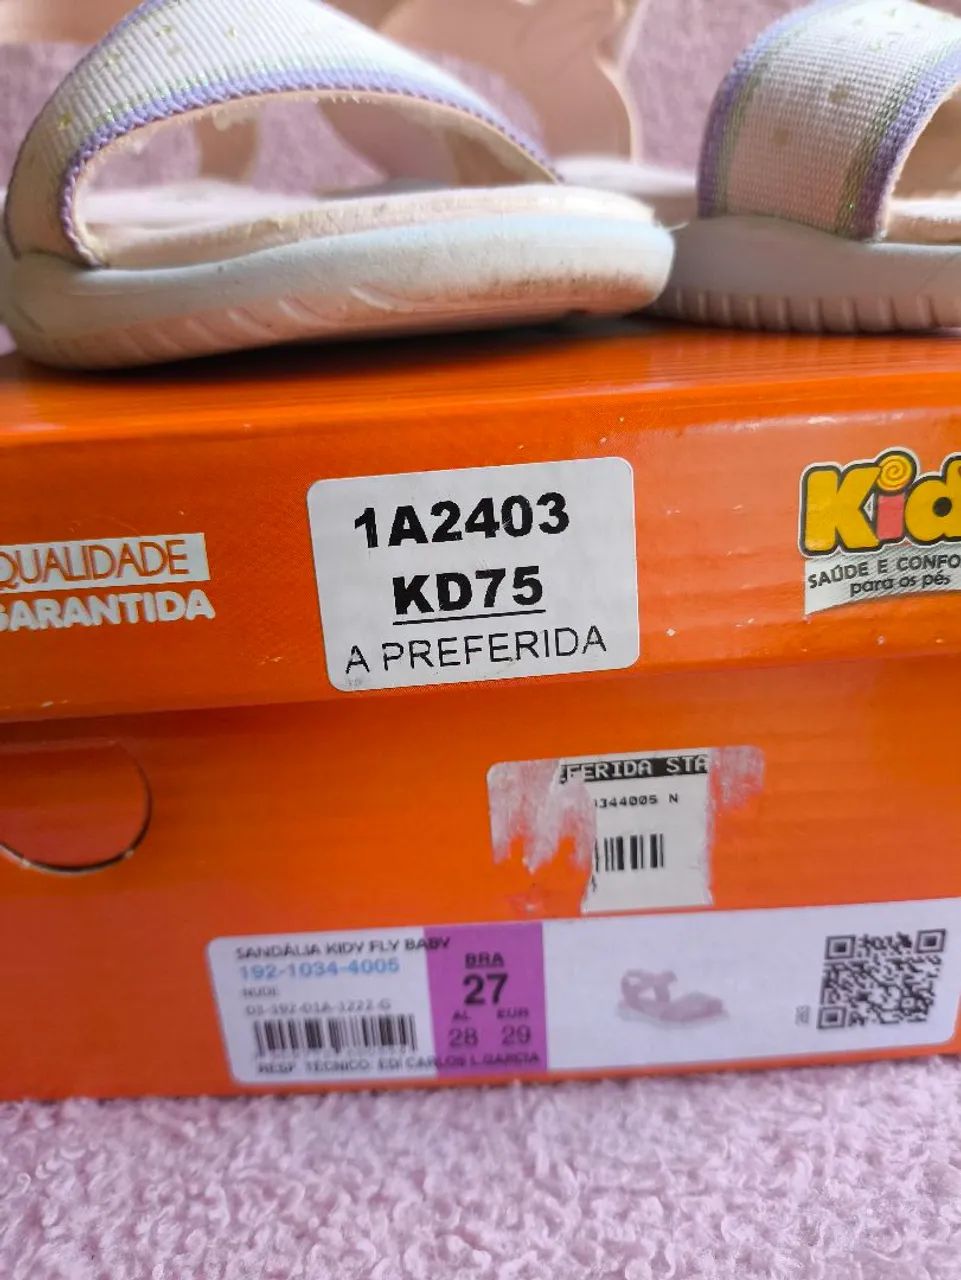 1A2403
KD75
A PREFERIDA
QUALIDADE
GARANTIDA
Kid
SAÚDE E CONFO
para os pés
FERIDA STA
344005 N
SANDÁLIA KIDY FLY BABY
192-1034-4005
NUDE
BRA
27
AL EUR
28 29
RESP. TECNICO: EDI CARLOS L.GARCIA